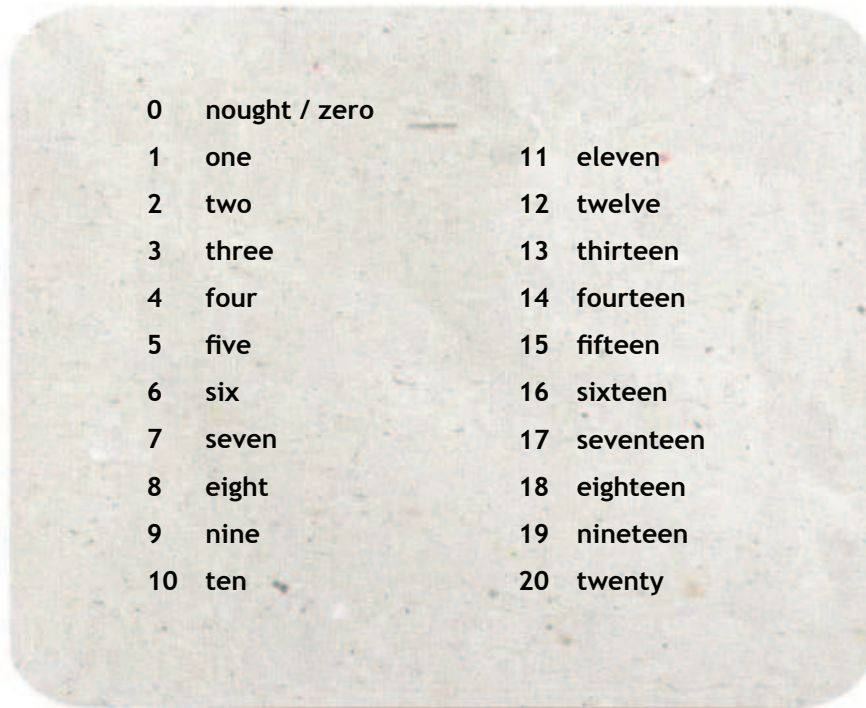 0 nought / zero
1 one
2 two
3 three
4 four
5 five
6 six
7 seven
8 eight
9 nine
10 ten
11 eleven
12 twelve
13 thirteen
14 fourteen
15 fifteen
16 sixteen
17 seventeen
18 eighteen
19 nineteen
20 twenty